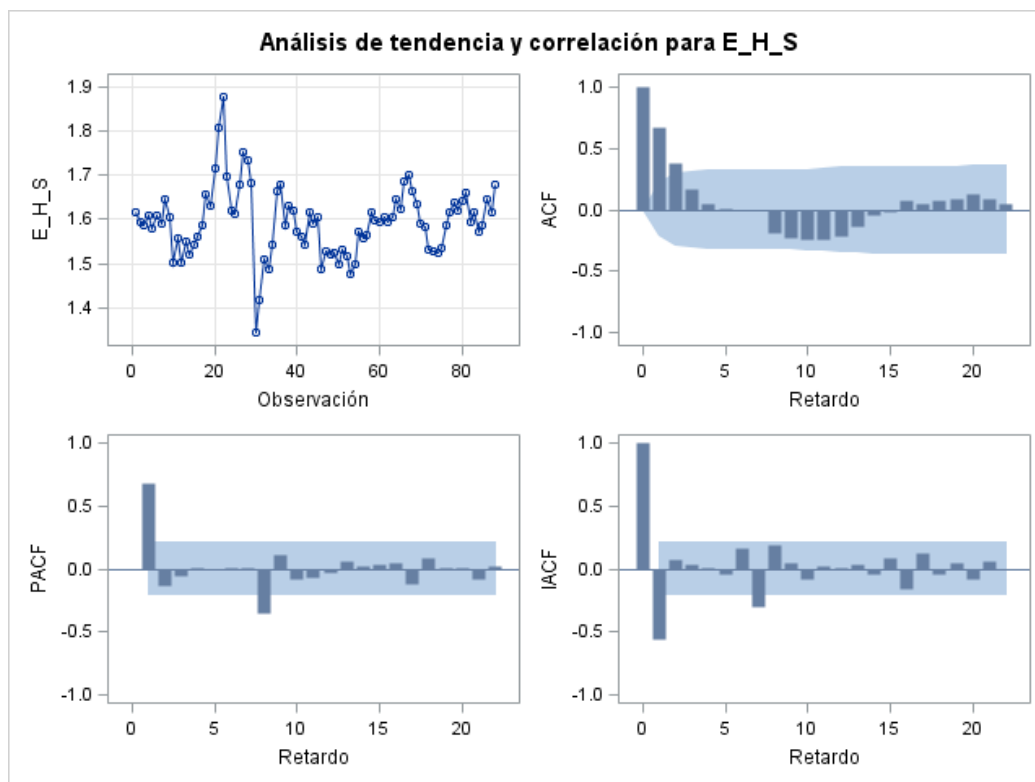 Análisis de tendencia y correlación para E_H_S
1.9
1.8
1.7
1.6
1.5
1.4
E_H_S
0 20 40 60 80
Observación
1.0
0.5
0.0
-0.5
-1.0
ACF
0 5 10 15 20
Retardo
1.0
0.5
0.0
-0.5
-1.0
PACF
0 5 10 15 20
Retardo
1.0
0.5
0.0
-0.5
-1.0
IACF
0 5 10 15 20
Retardo